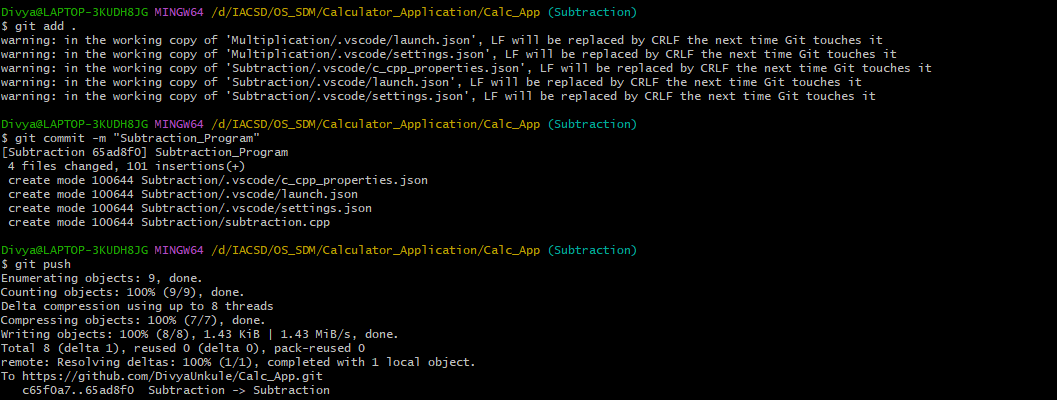 Divya@LAPTOP-3KUDH8JG MINGW64 /d/IACSD/OS_SDM/Calculator_Application/Calc_App (Subtraction)
$ git add .
warning: in the working copy of 'Multiplication/.vscode/launch.json', LF will be replaced by CRLF the next time Git touches it
warning: in the working copy of 'Multiplication/.vscode/settings.json', LF will be replaced by CRLF the next time Git touches it
warning: in the working copy of 'Subtraction/.vscode/c_cpp_properties.json', LF will be replaced by CRLF the next time Git touches it
warning: in the working copy of 'Subtraction/.vscode/launch.json', LF will be replaced by CRLF the next time Git touches it
warning: in the working copy of 'Subtraction/.vscode/settings.json', LF will be replaced by CRLF the next time Git touches it
Divya@LAPTOP-3KUDH8JG MINGW64 /d/IACSD/OS_SDM/Calculator_Application/Calc_App (Subtraction)
$ git commit -m "Subtraction_Program"
[Subtraction 65ad8f0] Subtraction_Program
4 files changed, 101 insertions(+)
create mode 100644 Subtraction/.vscode/c_cpp_properties.json
create mode 100644 Subtraction/.vscode/launch.json
create mode 100644 Subtraction/.vscode/settings.json
create mode 100644 Subtraction/subtraction.cpp
Divya@LAPTOP-3KUDH8JG MINGW64 /d/IACSD/OS_SDM/Calculator_Application/Calc_App (Subtraction)
$ git push
Enumerating objects: 9, done.
Counting objects: 100% (9/9), done.
Delta compression using up to 8 threads
Compressing objects: 100% (7/7), done.
Writing objects: 100% (8/8), 1.43 KiB | 1.43 MiB/s, done.
Total 8 (delta 1), reused 0 (delta 0), pack-reused 0
remote: Resolving deltas: 100% (1/1), completed with 1 local object.
To https://github.com/DivyaUnkule/Calc_App.git
c65f0a7..65ad8f0  Subtraction -> Subtraction